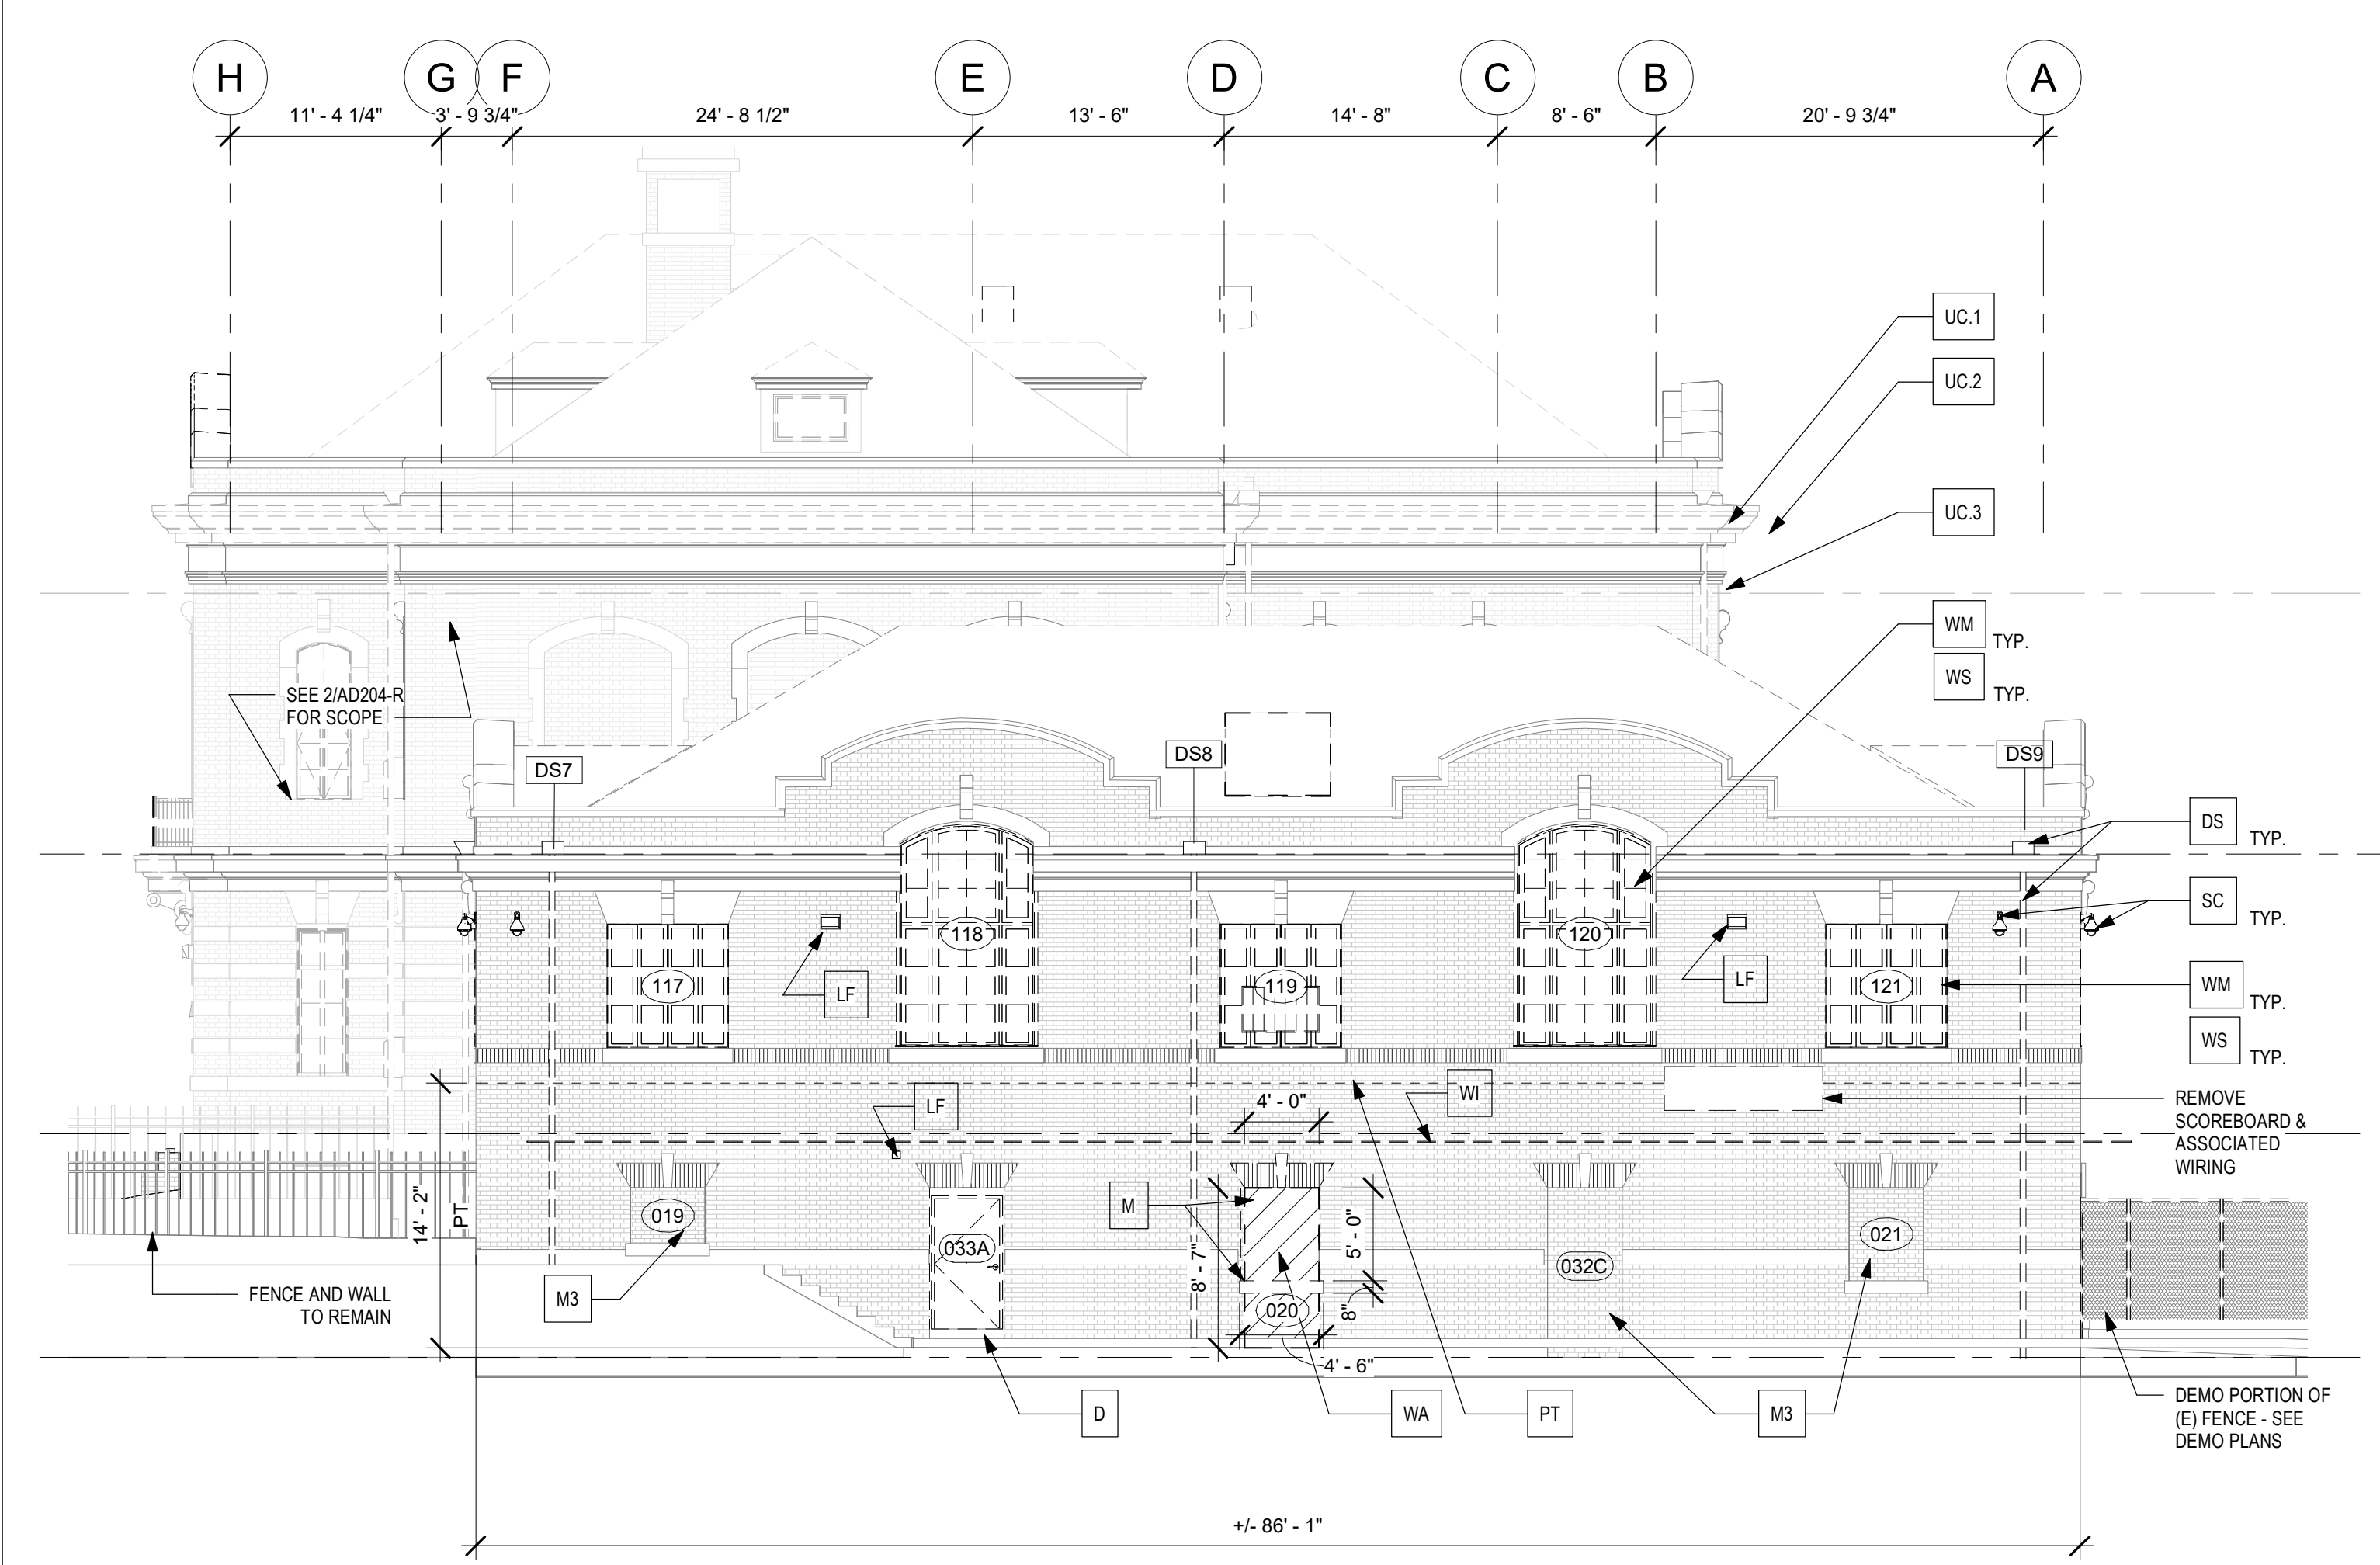 H
G
F
E
D
C
B
A
11' - 4 1/4"
3' - 9 3/4"
24' - 8 1/2"
13' - 6"
14' - 8"
8' - 6"
20' - 9 3/4"
UC.1
UC.2
UC.3
WM TYP.
WS TYP.
SEE 2/AD204-R
FOR SCOPE
DS7
DS8
DS9
DS TYP.
SC TYP.
117
LF
118
119
120
LF
121
WM TYP.
WS TYP.
REMOVE
SCOREBOARD &
ASSOCIATED
WIRING
LF
4' - 0"
WI
14' - 2"
PT
019
033A
M
8' - 7"
5' - 0"
8"
020
4' - 6"
032C
021
M3
FENCE AND WALL
TO REMAIN
D
WA
PT
M3
DEMO PORTION OF
(E) FENCE - SEE
DEMO PLANS
+/- 86' - 1"